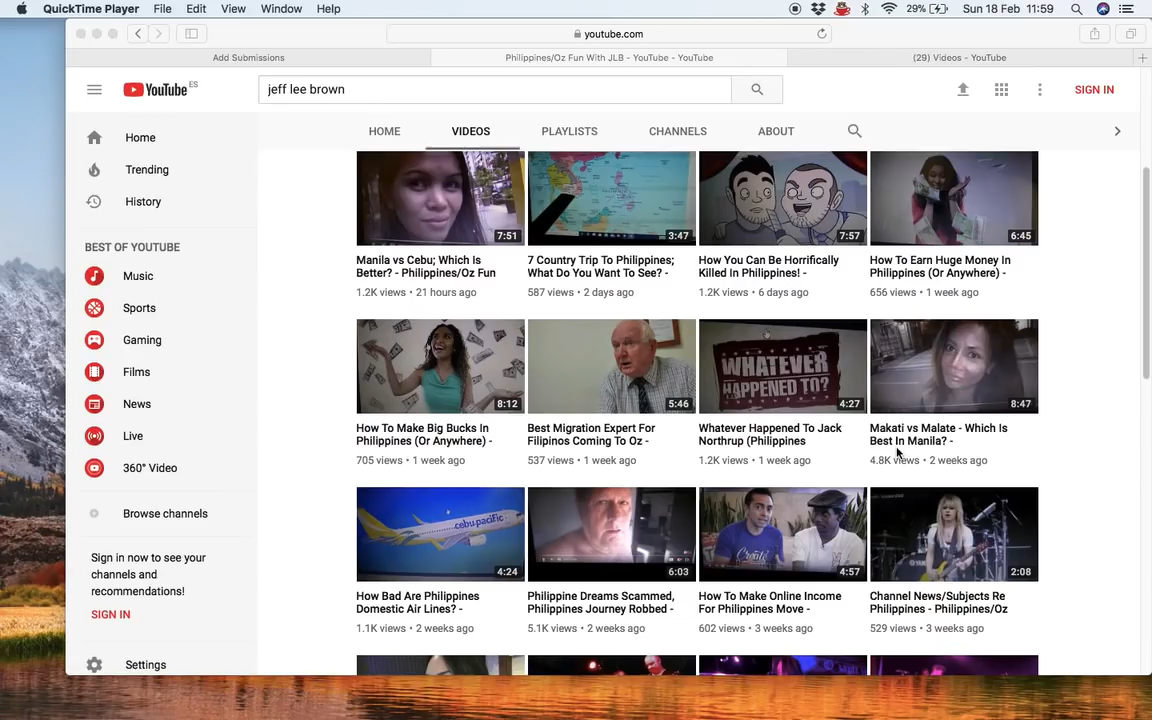 QuickTime Player File Edit View Window Help 29% Sun 18 Feb 11:59
youtube.com
Add Submissions Philippines/Oz Fun With JLB - YouTube - YouTube (29) Videos - YouTube
YouTube ES jeff lee brown SIGN IN
HOME VIDEOS PLAYLISTS CHANNELS ABOUT
Home
Trending
History
BEST OF YOUTUBE
Music
Sports
Gaming
Films
News
Live
360° Video
Browse channels
Sign in now to see your
channels and
recommendations!
SIGN IN
Settings
7:51
Manila vs Cebu; Which Is
Better? - Philippines/Oz Fun
1.2K views • 21 hours ago
3:47
7 Country Trip To Philippines;
What Do You Want To See? -
587 views • 2 days ago
7:57
How You Can Be Horrifically
Killed In Philippines! -
1.2K views • 6 days ago
6:45
How To Earn Huge Money In
Philippines (Or Anywhere) -
656 views • 1 week ago
8:12
How To Make Big Bucks In
Philippines (Or Anywhere) -
705 views • 1 week ago
5:46
Best Migration Expert For
Filipinos Coming To Oz -
537 views • 1 week ago
WHATEVER
HAPPENED TO?
4:27
Whatever Happened To Jack
Northrup (Philippines
1.2K views • 1 week ago
8:47
Makati vs Malate - Which Is
Best In Manila? -
4.8K views • 2 weeks ago
cebu pacific
4:24
How Bad Are Philippines
Domestic Air Lines? -
1.1K views • 2 weeks ago
6:03
Philippine Dreams Scammed,
Philippines Journey Robbed -
5.1K views • 2 weeks ago
4:57
How To Make Online Income
For Philippines Move -
602 views • 3 weeks ago
2:08
Channel News/Subjects Re
Philippines - Philippines/Oz
529 views • 3 weeks ago